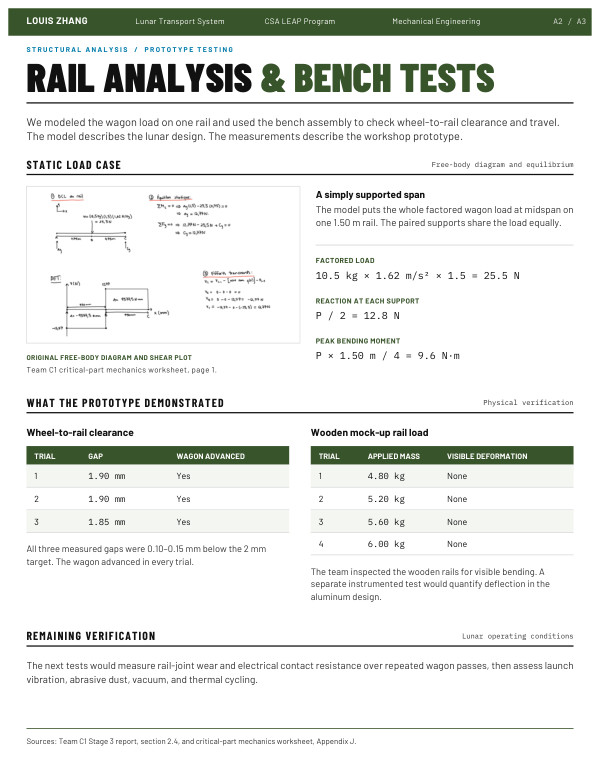 LOUIS ZHANG
Lunar Transport System
CSA LEAP Program
Mechanical Engineering
A2 / A3
STRUCTURAL ANALYSIS / PROTOTYPE TESTING
RAIL ANALYSIS & BENCH TESTS
We modeled the wagon load on one rail and used the bench assembly to check wheel-to-rail clearance and travel.
The model describes the lunar design. The measurements describe the workshop prototype.
STATIC LOAD CASE
Free-body diagram and equilibrium
ORIGINAL FREE-BODY DIAGRAM AND SHEAR PLOT
Team C1 critical-part mechanics worksheet, page 1.
A simply supported span
The model puts the whole factored wagon load at midspan on
one 1.50 m rail. The paired supports share the load equally.
FACTORED LOAD
10.5 kg × 1.62 m/s² × 1.5 = 25.5 N
REACTION AT EACH SUPPORT
P / 2 = 12.8 N
PEAK BENDING MOMENT
P × 1.50 m / 4 = 9.6 N·m
WHAT THE PROTOTYPE DEMONSTRATED
Physical verification
Wheel-to-rail clearance
TRIAL GAP WAGON ADVANCED
1 1.90 mm Yes
2 1.90 mm Yes
3 1.85 mm Yes
All three measured gaps were 0.10–0.15 mm below the 2 mm
target. The wagon advanced in every trial.
Wooden mock-up rail load
TRIAL APPLIED MASS VISIBLE DEFORMATION
1 4.80 kg None
2 5.20 kg None
3 5.60 kg None
4 6.00 kg None
The team inspected the wooden rails for visible bending. A
separate instrumented test would quantify deflection in the
aluminum design.
REMAINING VERIFICATION
Lunar operating conditions
The next tests would measure rail-joint wear and electrical contact resistance over repeated wagon passes, then assess launch
vibration, abrasive dust, vacuum, and thermal cycling.
Sources: Team C1 Stage 3 report, section 2.4, and critical-part mechanics worksheet, Appendix J.